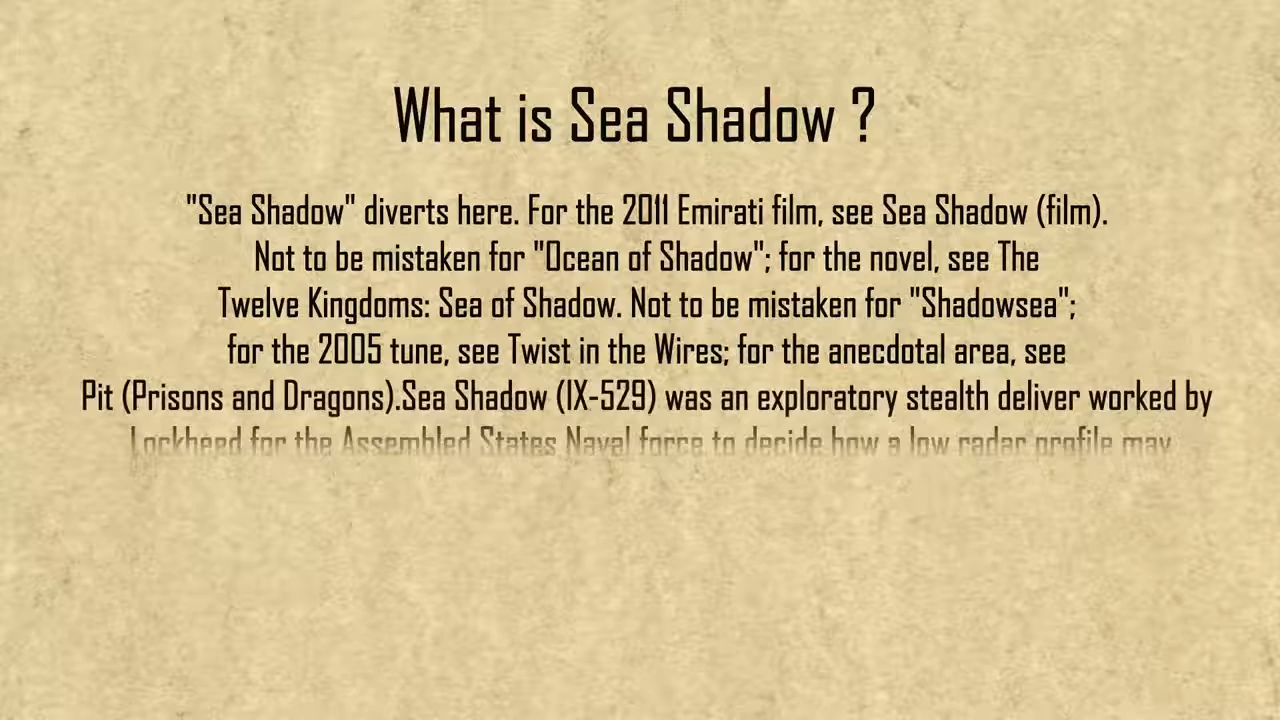 What is Sea Shadow ?
"Sea Shadow" diverts here. For the 2011 Emirati film, see Sea Shadow (film).
Not to be mistaken for "Ocean of Shadow"; for the novel, see The
Twelve Kingdoms: Sea of Shadow. Not to be mistaken for "Shadowsea";
for the 2005 tune, see Twist in the Wires; for the anecdotal area, see
Pit (Prisons and Dragons).Sea Shadow (IX-529) was an exploratory stealth deliver worked by
Lockheed for the Assembled States Naval force to decide how a low radar profile may